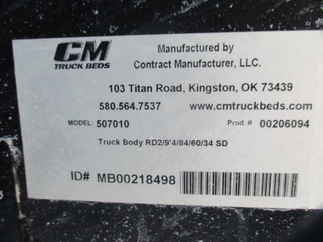 CM
TRUCK BEDS
Manufactured by
Contract Manufacturer, LLC.
103 Titan Road, Kingston, OK 73439
580.564.7537 www.cmtruckbeds.com
MODEL: 507010 Prod.# 00206094
Truck Body RD2/9'4/84/60/34 SD
ID# MB00218498